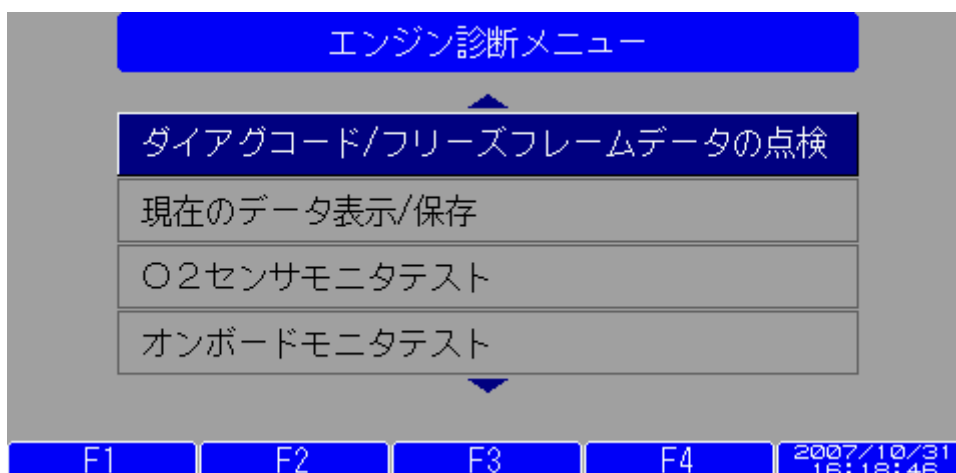 エンジン診断メニュー
ダイアグコード/フリーズフレームデータの点検
現在のデータ表示/保存
O2センサモニタテスト
オンボードモニタテスト
F1 F2 F3 F4 2007/10/31
16:18:46